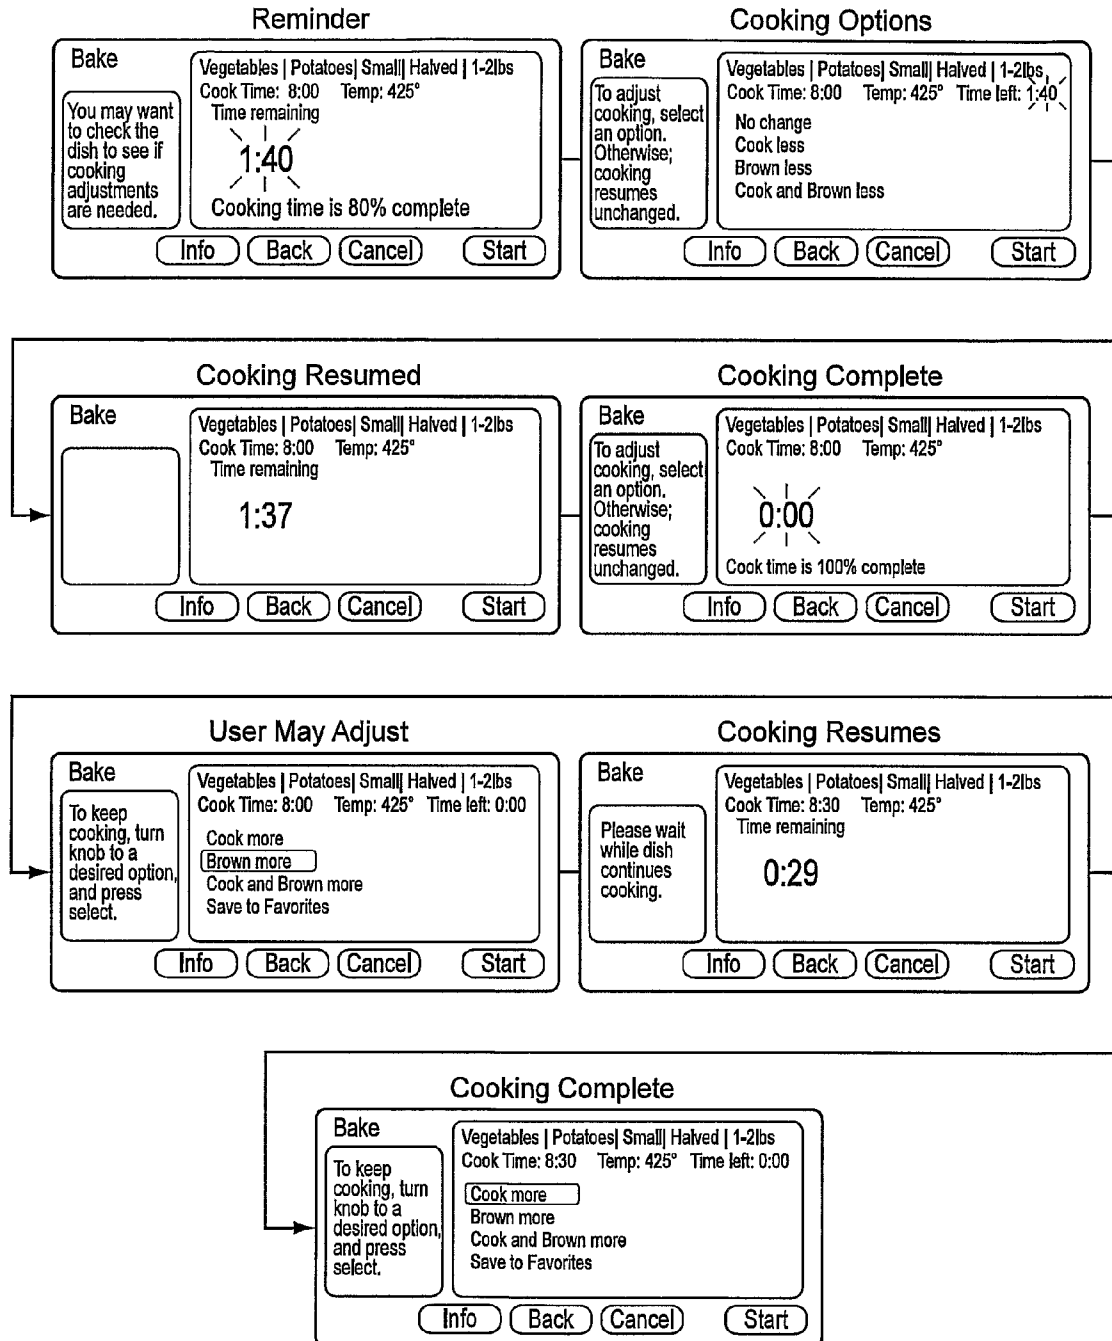 Reminder
Bake
You may want
to check the
dish to see if
cooking
adjustments
are needed.
Vegetables | Potatoes| Small| Halved | 1-2lbs
Cook Time: 8:00 Temp: 425°
Time remaining
1:40
Cooking time is 80% complete
Info Back Cancel Start
Cooking Options
Bake
To adjust
cooking, select
an option.
Otherwise;
cooking
resumes
unchanged.
Vegetables | Potatoes| Small| Halved | 1-2lbs
Cook Time: 8:00 Temp: 425° Time left: 1:40
No change
Cook less
Brown less
Cook and Brown less
Info Back Cancel Start
Cooking Resumed
Bake
Vegetables | Potatoes| Small| Halved | 1-2lbs
Cook Time: 8:00 Temp: 425°
Time remaining
1:37
Info Back Cancel Start
Cooking Complete
Bake
To adjust
cooking, select
an option.
Otherwise;
cooking
resumes
unchanged.
Vegetables | Potatoes| Small| Halved | 1-2lbs
Cook Time: 8:00 Temp: 425°
0:00
Cook time is 100% complete
Info Back Cancel Start
User May Adjust
Bake
To keep
cooking, turn
knob to a
desired option,
and press
select.
Vegetables | Potatoes| Small| Halved | 1-2lbs
Cook Time: 8:00 Temp: 425° Time left: 0:00
Cook more
Brown more
Cook and Brown more
Save to Favorites
Info Back Cancel Start
Cooking Resumes
Bake
Please wait
while dish
continues
cooking.
Vegetables | Potatoes| Small| Halved | 1-2lbs
Cook Time: 8:30 Temp: 425°
Time remaining
0:29
Info Back Cancel Start
Cooking Complete
Bake
To keep
cooking, turn
knob to a
desired option,
and press
select.
Vegetables | Potatoes| Small| Halved | 1-2lbs
Cook Time: 8:30 Temp: 425° Time left: 0:00
Cook more
Brown more
Cook and Brown more
Save to Favorites
Info Back Cancel Start